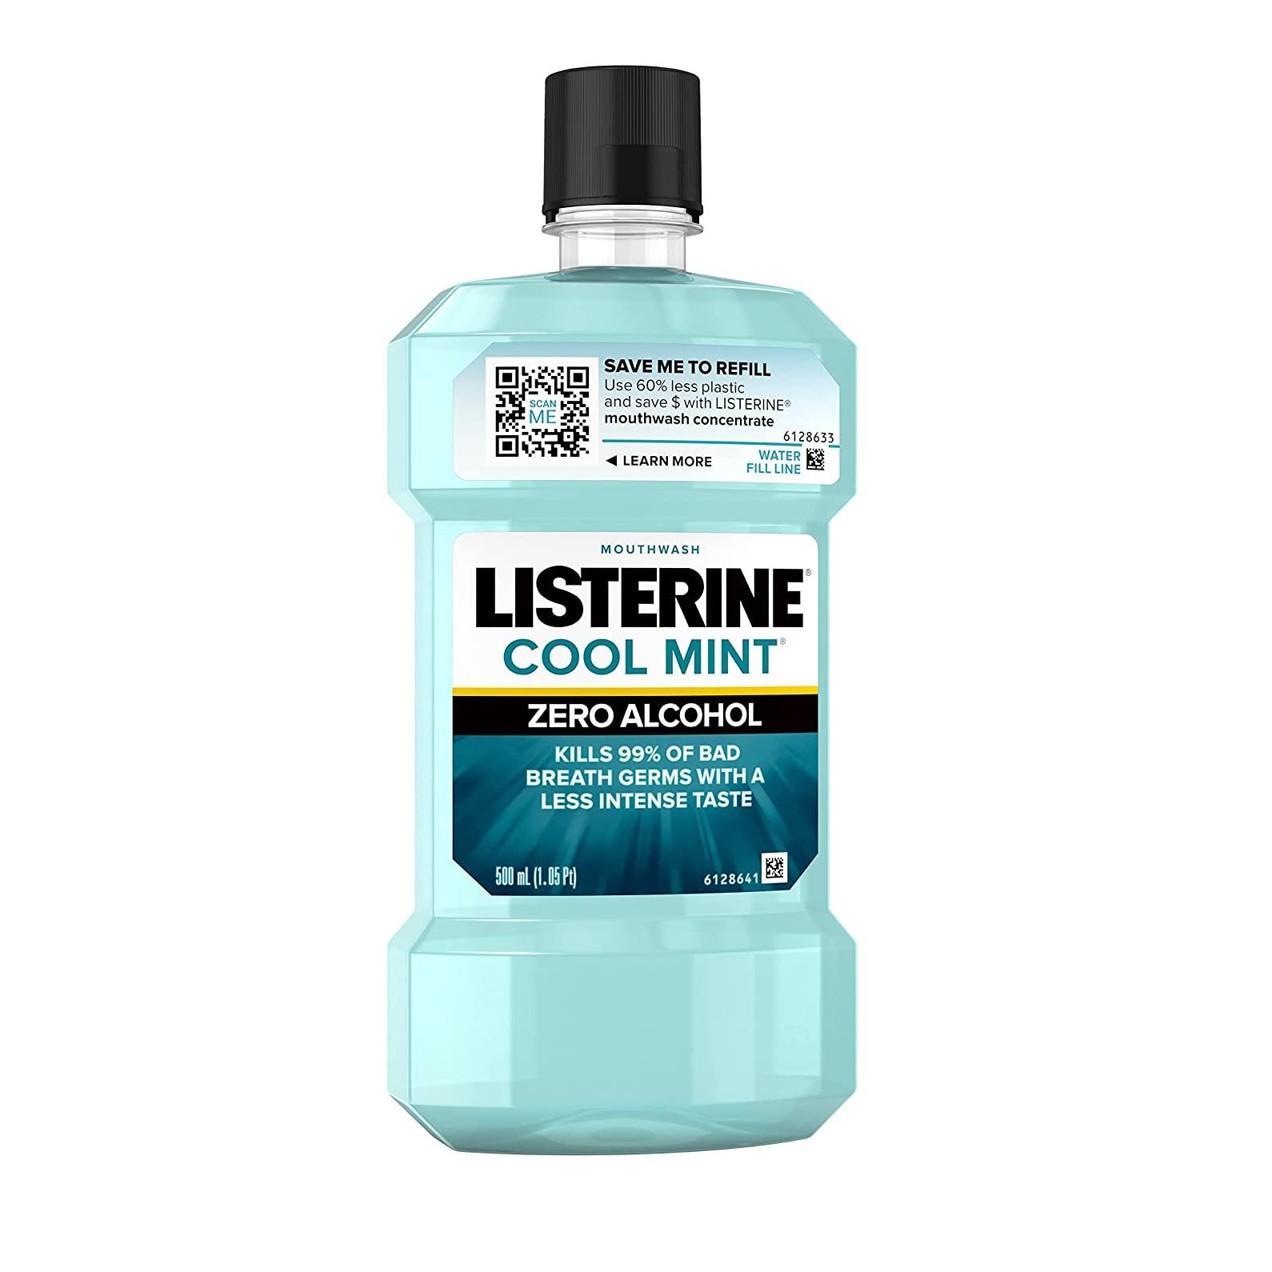 SCAN
ME
SAVE ME TO REFILL
Use 60% less plastic
and save $ with LISTERINE®
mouthwash concentrate
6128633
◄ LEARN MORE
WATER
FILL LINE
MOUTHWASH
LISTERINE®
COOL MINT®
ZERO ALCOHOL
KILLS 99% OF BAD
BREATH GERMS WITH A
LESS INTENSE TASTE
500 mL (1.05 Pt)
6128641